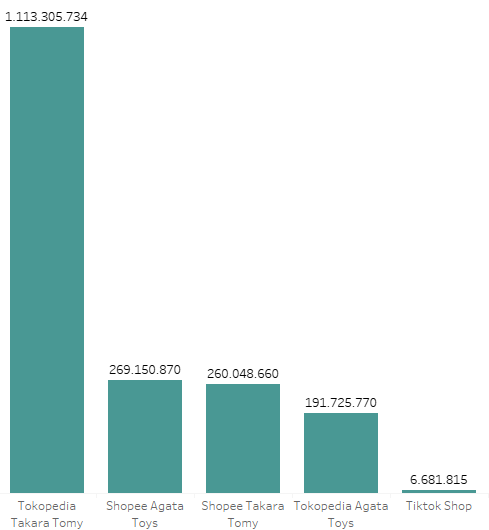 1.113.305.734
269.150.870
260.048.660
191.725.770
6.681.815
Tokopedia
Takara Tomy
Shopee Agata
Toys
Shopee Takara
Tomy
Tokopedia Agata
Toys
Tiktok Shop